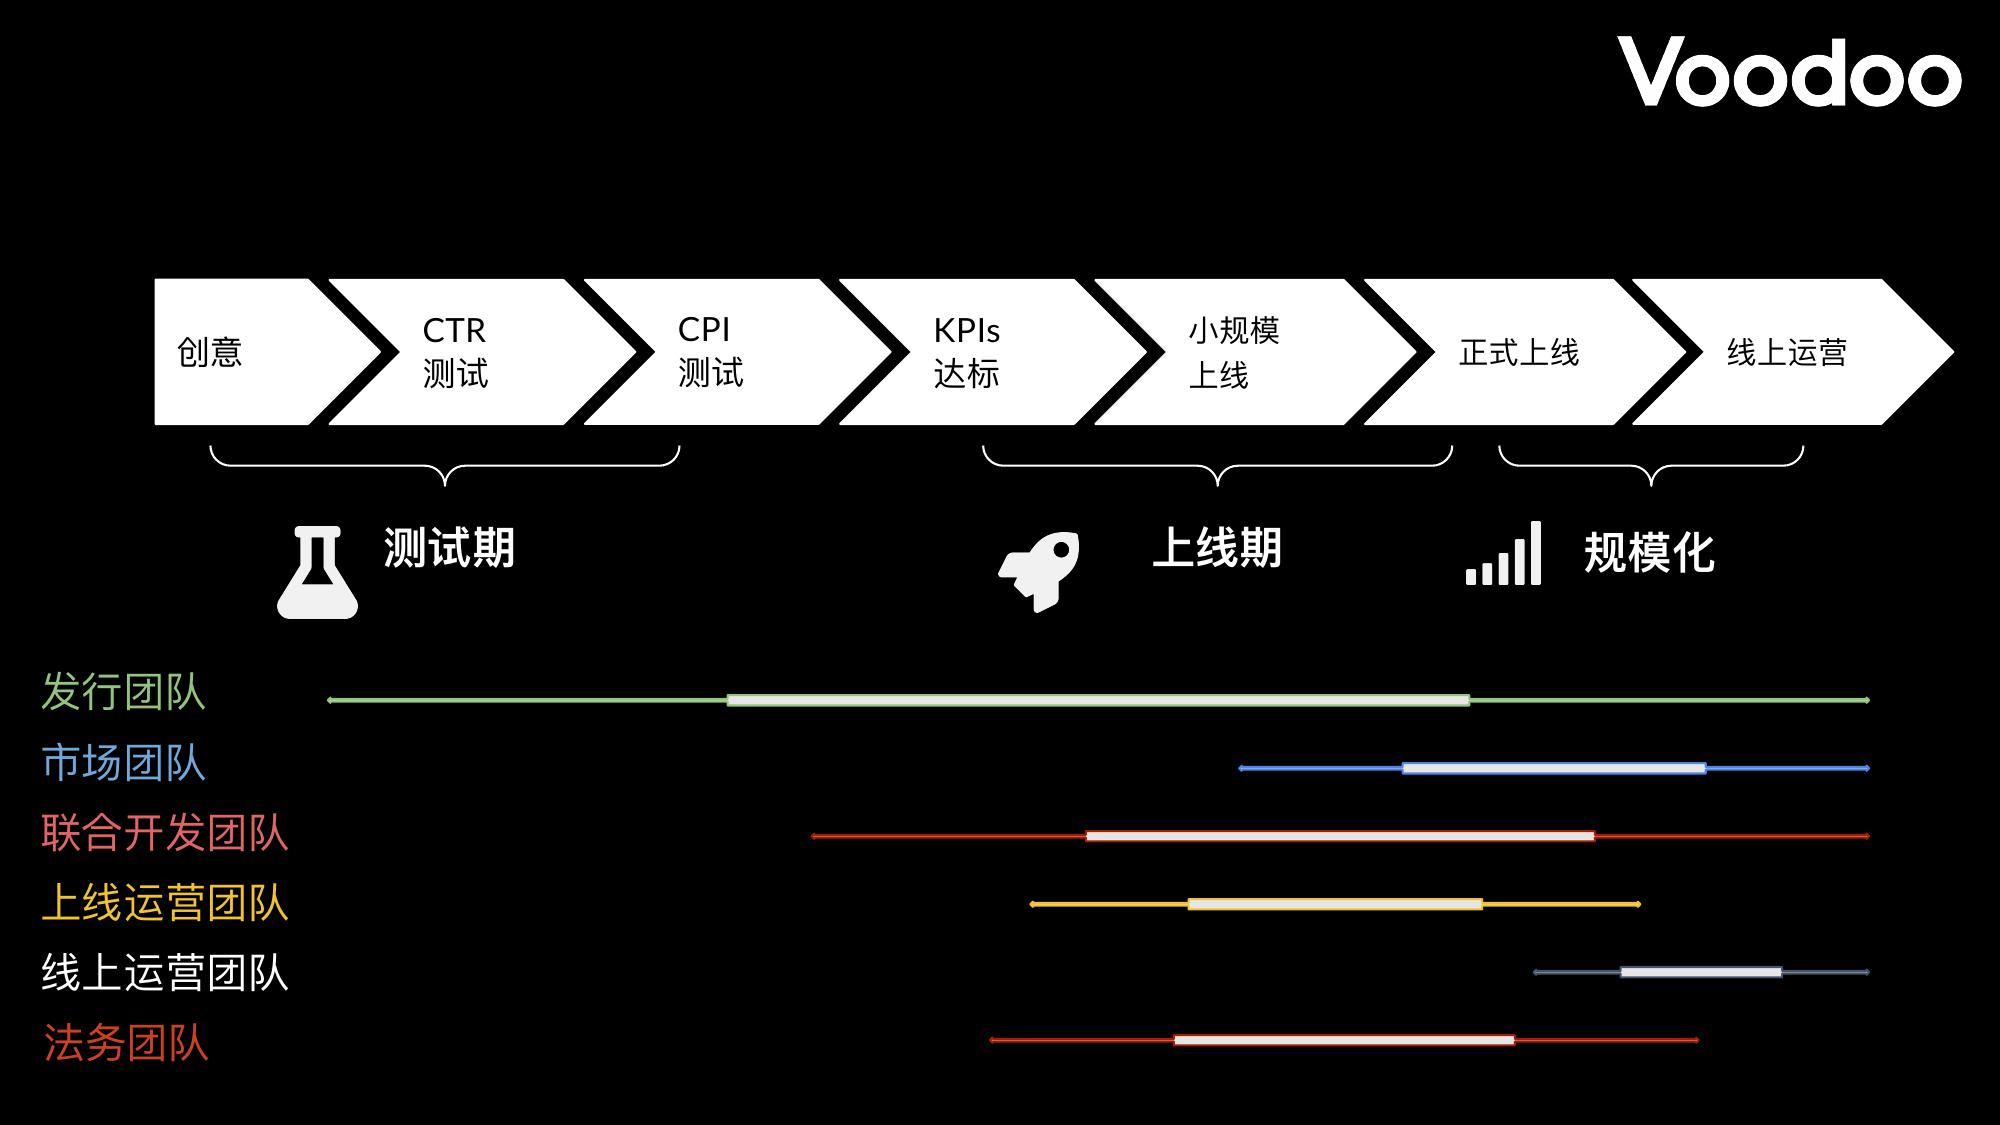 Voodoo
创意
CTR
测试
CPI
测试
KPIs
达标
小规模
上线
正式上线
线上运营
测试期
上线期
规模化
发行团队
市场团队
联合开发团队
上线运营团队
线上运营团队
法务团队